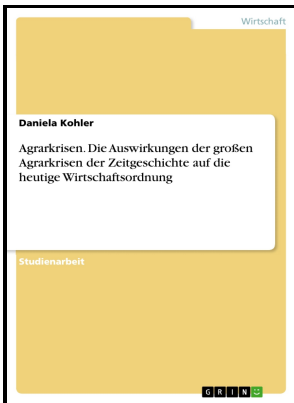 Wirtschaft
Daniela Kohler
Agrarkrisen. Die Auswirkungen der großen
Agrarkrisen der Zeitgeschichte auf die
heutige Wirtschaftsordnung
Studienarbeit
GRIN